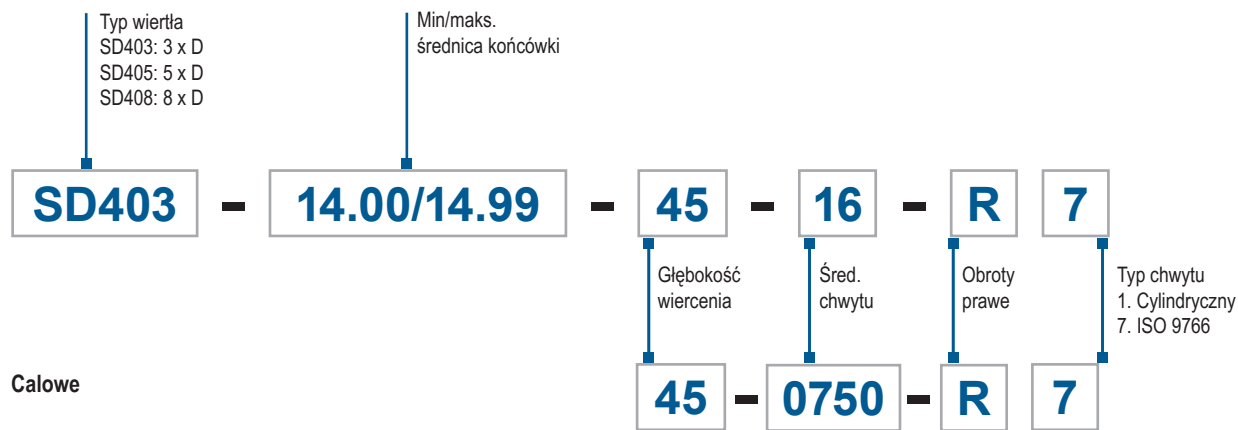 Typ wiertła
SD403: 3 x D
SD405: 5 x D
SD408: 8 x D
Min/maks.
średnica końcówki
SD403 - 14.00/14.99 - 45 - 16 - R 7
Głębokość
wiercenia
Śred.
chwytu
Obroty
prawe
Typ chwytu
1. Cylindryczny
7. ISO 9766
Calowe
45 - 0750 - R 7